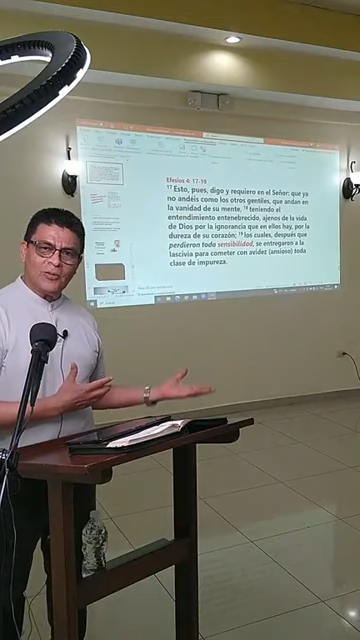 Efesios 4: 17-19
17 Esto, pues, digo y requiero en el Señor: que ya
no andéis como los otros gentiles, que andan en
la vanidad de su mente, 18 teniendo el
entendimiento entenebrecido, ajenos de la vida
de Dios por la ignorancia que en ellos hay, por la
dureza de su corazón; 19 los cuales, después que
perdieron toda sensibilidad, se entregaron a la
lascivia para cometer con avidez (ansioso) toda
clase de impureza.